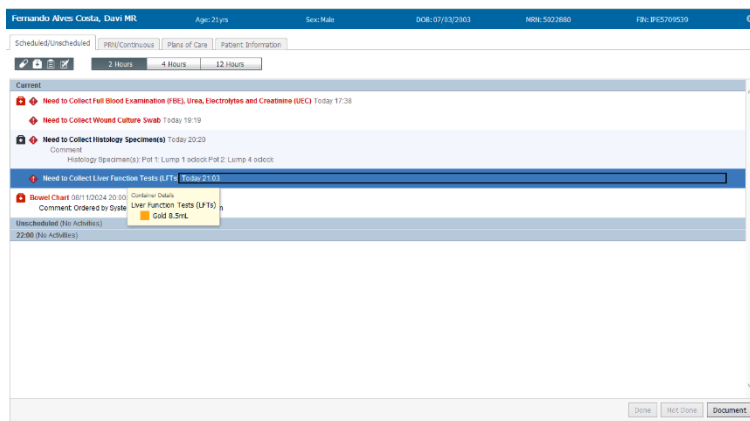 Fernando Alves Costa, Davi MR Age: 21yrs Sex: Male DOB: 07/03/2003 MRN: 5022680 FIN: IPE5709539
Scheduled/Unscheduled PRN/Continuous Plans of Care Patient Information
2 Hours 4 Hours 12 Hours
Current
Need to Collect Full Blood Examination (FBE), Urea, Electrolytes and Creatinine (UEC) Today 17:38
Need to Collect Wound Culture Swab Today 19:19
Need to Collect Histology Specimen(s) Today 20:20
Comment
Histology Specimen(s): Pot 1: Lump 1 oclock Pot 2: Lump 4 oclock
Need to Collect Liver Function Tests (LFTs Today 21:03
Container Details
Liver Function Tests (LFTs)
Gold 8.5mL
Bowel Chart 08/11/2024 20:00
Comment: Ordered by Syste n
Unscheduled (No Activities)
22:00 (No Activities)
Done Not Done Document